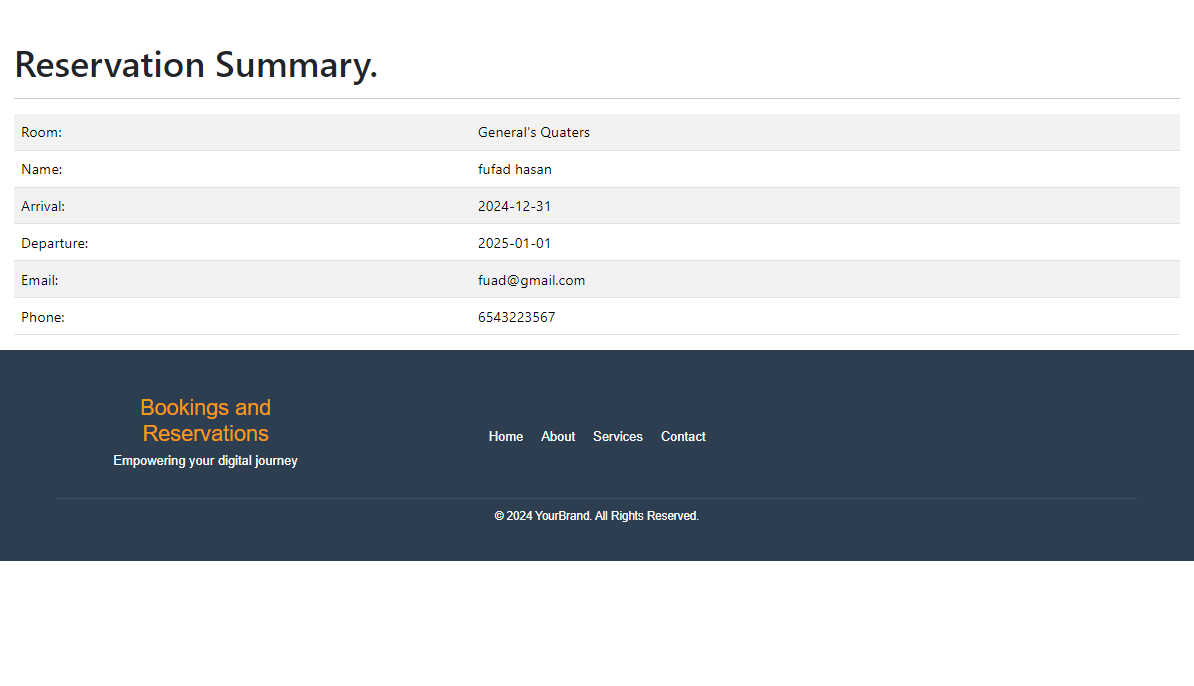 Reservation Summary.
Room: General's Quaters
Name: fufad hasan
Arrival: 2024-12-31
Departure: 2025-01-01
Email: fuad@gmail.com
Phone: 6543223567
Bookings and
Reservations
Empowering your digital journey
Home About Services Contact
© 2024 YourBrand. All Rights Reserved.